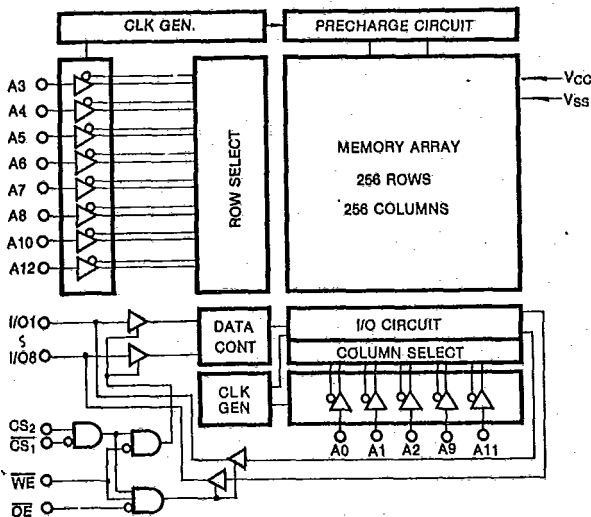 CLK GEN.
PRECHARGE CIRCUIT
A3
A4
A5
A6
A7
A8
A10
A12
ROW SELECT
MEMORY ARRAY
256 ROWS
256 COLUMNS
VCC
VSS
I/O1
I/O8
DATA
CONT
I/O CIRCUIT
COLUMN SELECT
CLK
GEN
A0 A1 A2 A9 A11
CS2
CS1
WE
OE